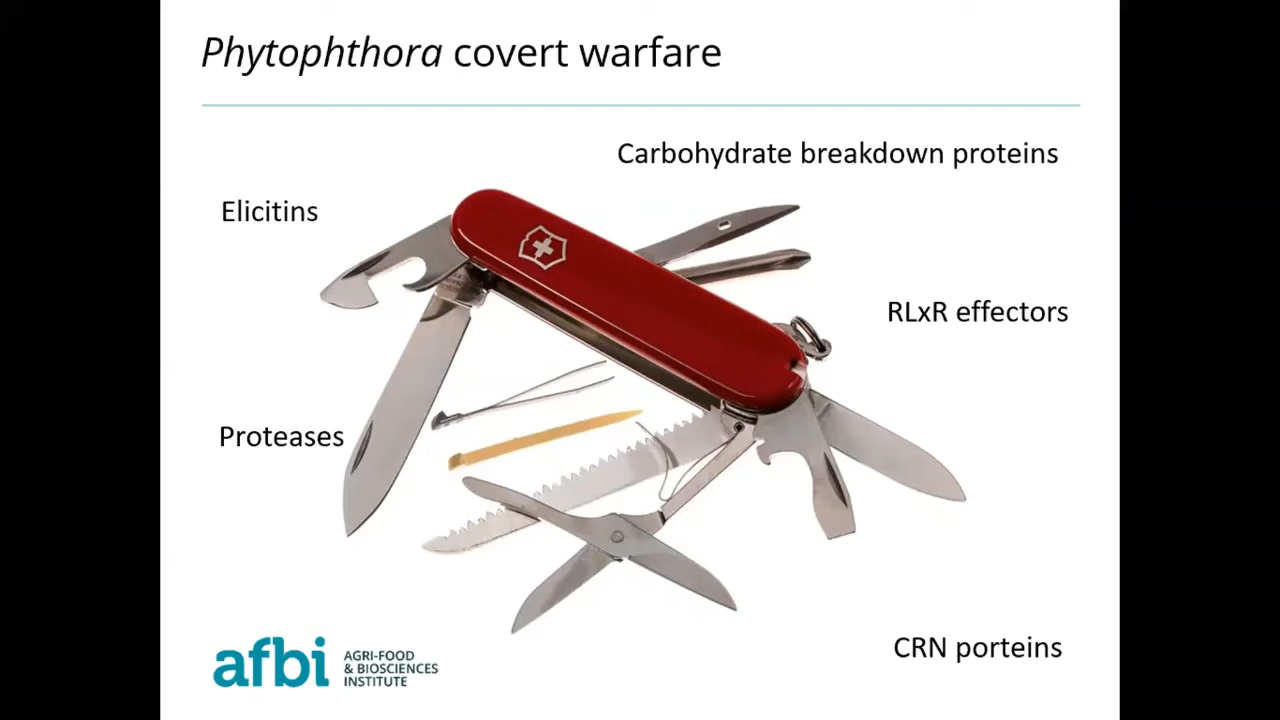 Phytophthora covert warfare
Carbohydrate breakdown proteins
Elicitins
RLxR effectors
Proteases
CRN porteins
afbi
AGRI-FOOD
& BIOSCIENCES
INSTITUTE